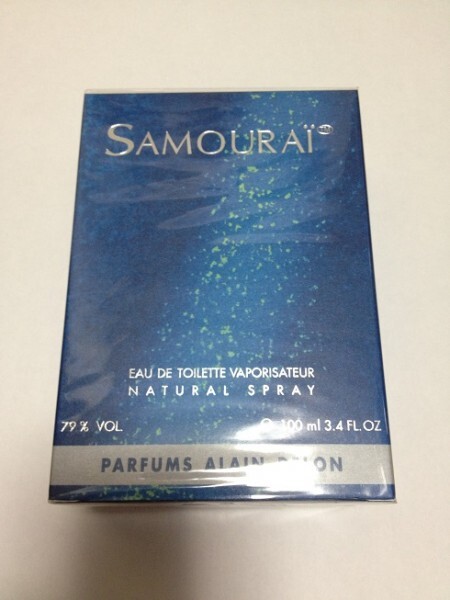 SAMOURAÏ
EAU DE TOILETTE VAPORISATEUR
NATURAL SPRAY
79% VOL. 100 ml 3.4 FL.OZ
PARFUMS ALAIN DELON